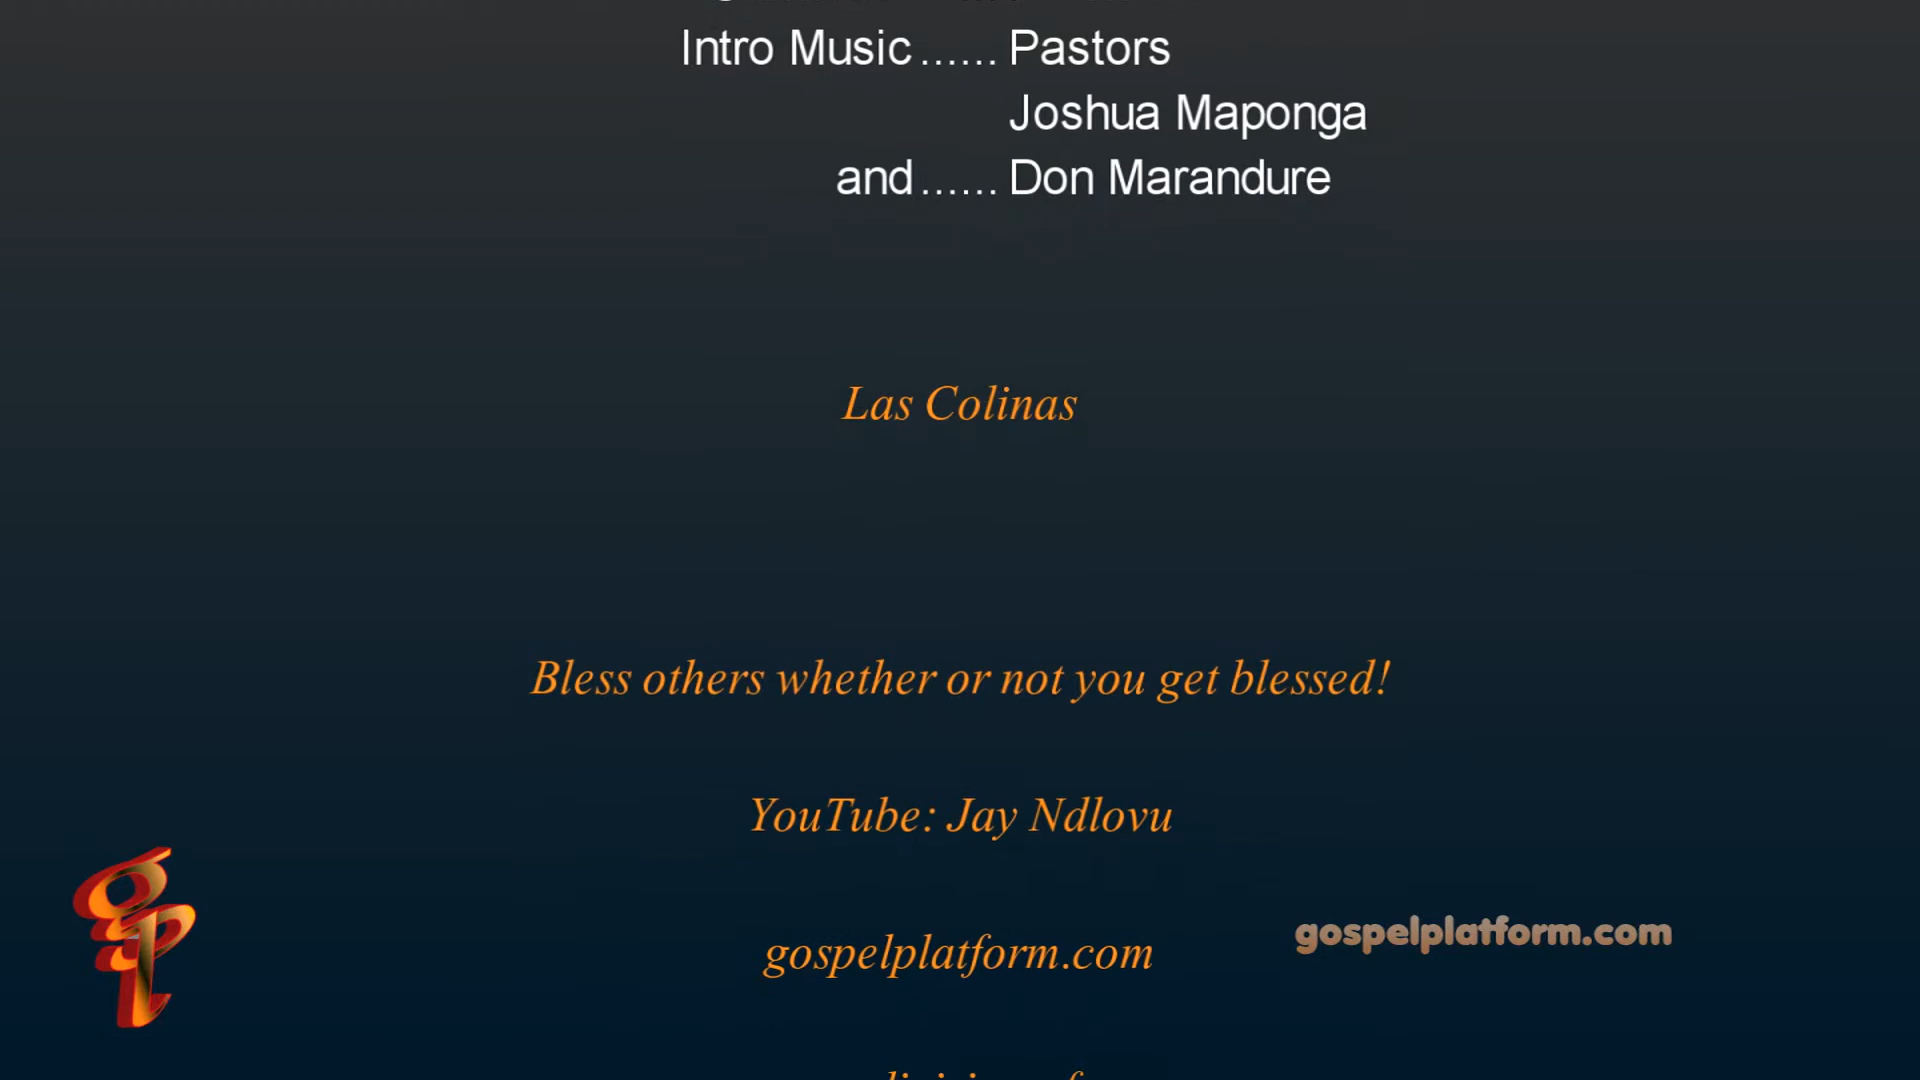 Intro Music ...... Pastors
Joshua Maponga
and ...... Don Marandure
Las Colinas
Bless others whether or not you get blessed!
YouTube: Jay Ndlovu
gospelplatform.com
gospelplatform.com